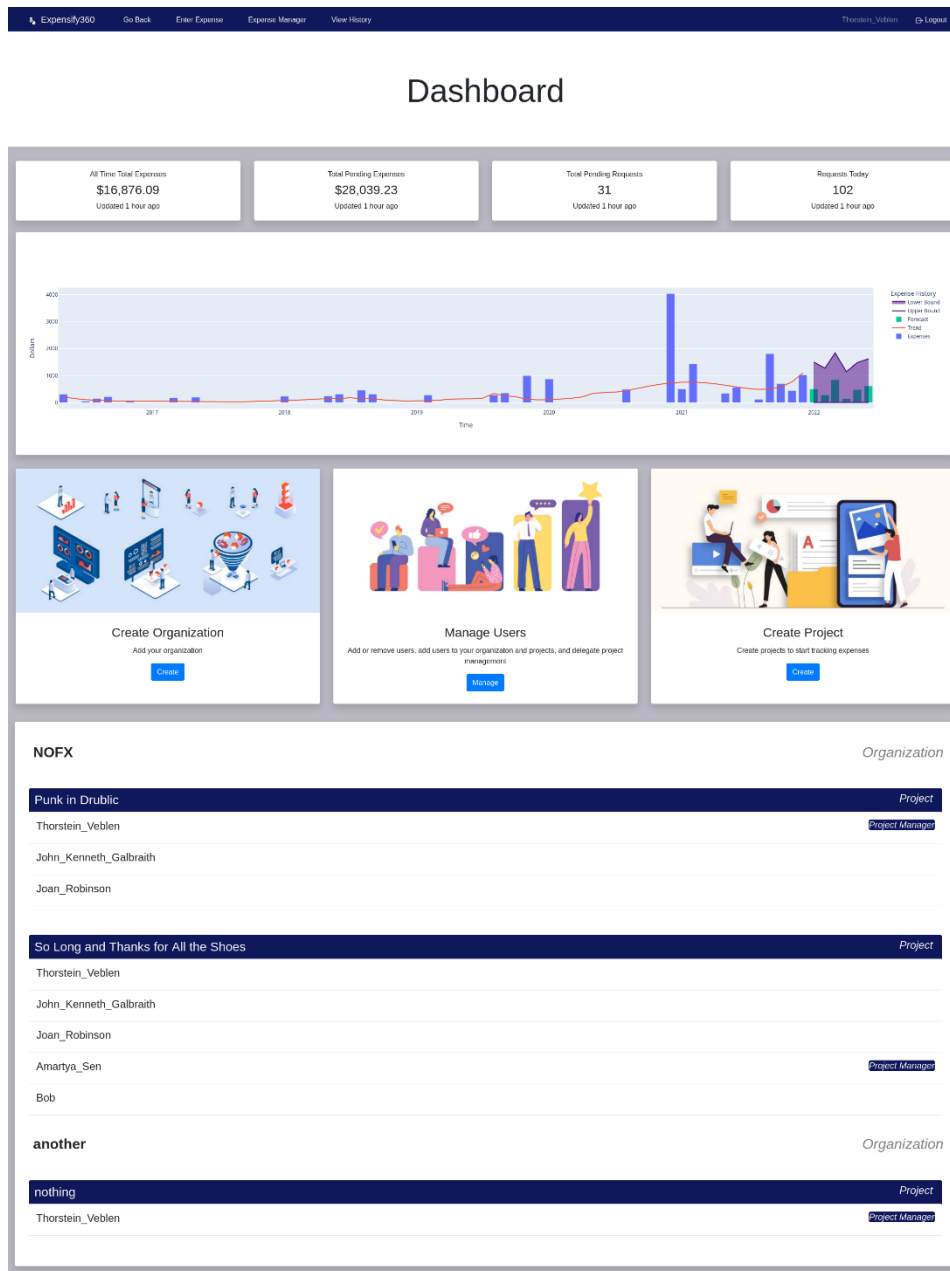 Expensify360 Go Back Enter Expense Expense Manager View History Thorstein_Veblen Logout
Dashboard
All Time Total Expenses
$16,876.09
Updated 1 hour ago
Total Pending Expenses
$28,039.23
Updated 1 hour ago
Total Pending Requests
31
Updated 1 hour ago
Requests Today
102
Updated 1 hour ago
Expense History
Lower Bound
Upper Bound
Forecast
Trend
Expenses
Dollars
4000
3000
2000
1000
0
2017 2018 2019 2020 2021 2022
Time
Create Organization
Add your organization
Create
Manage Users
Add or remove users, add users to your organizaton and projects, and delegate project
management
Manage
A
Create Project
Create projects to start tracking expenses
Create
NOFX Organization
Punk in Drublic Project
Thorstein_Veblen Project Manager
John_Kenneth_Galbraith
Joan_Robinson
So Long and Thanks for All the Shoes Project
Thorstein_Veblen
John_Kenneth_Galbraith
Joan_Robinson
Amartya_Sen Project Manager
Bob
another Organization
nothing Project
Thorstein_Veblen Project Manager